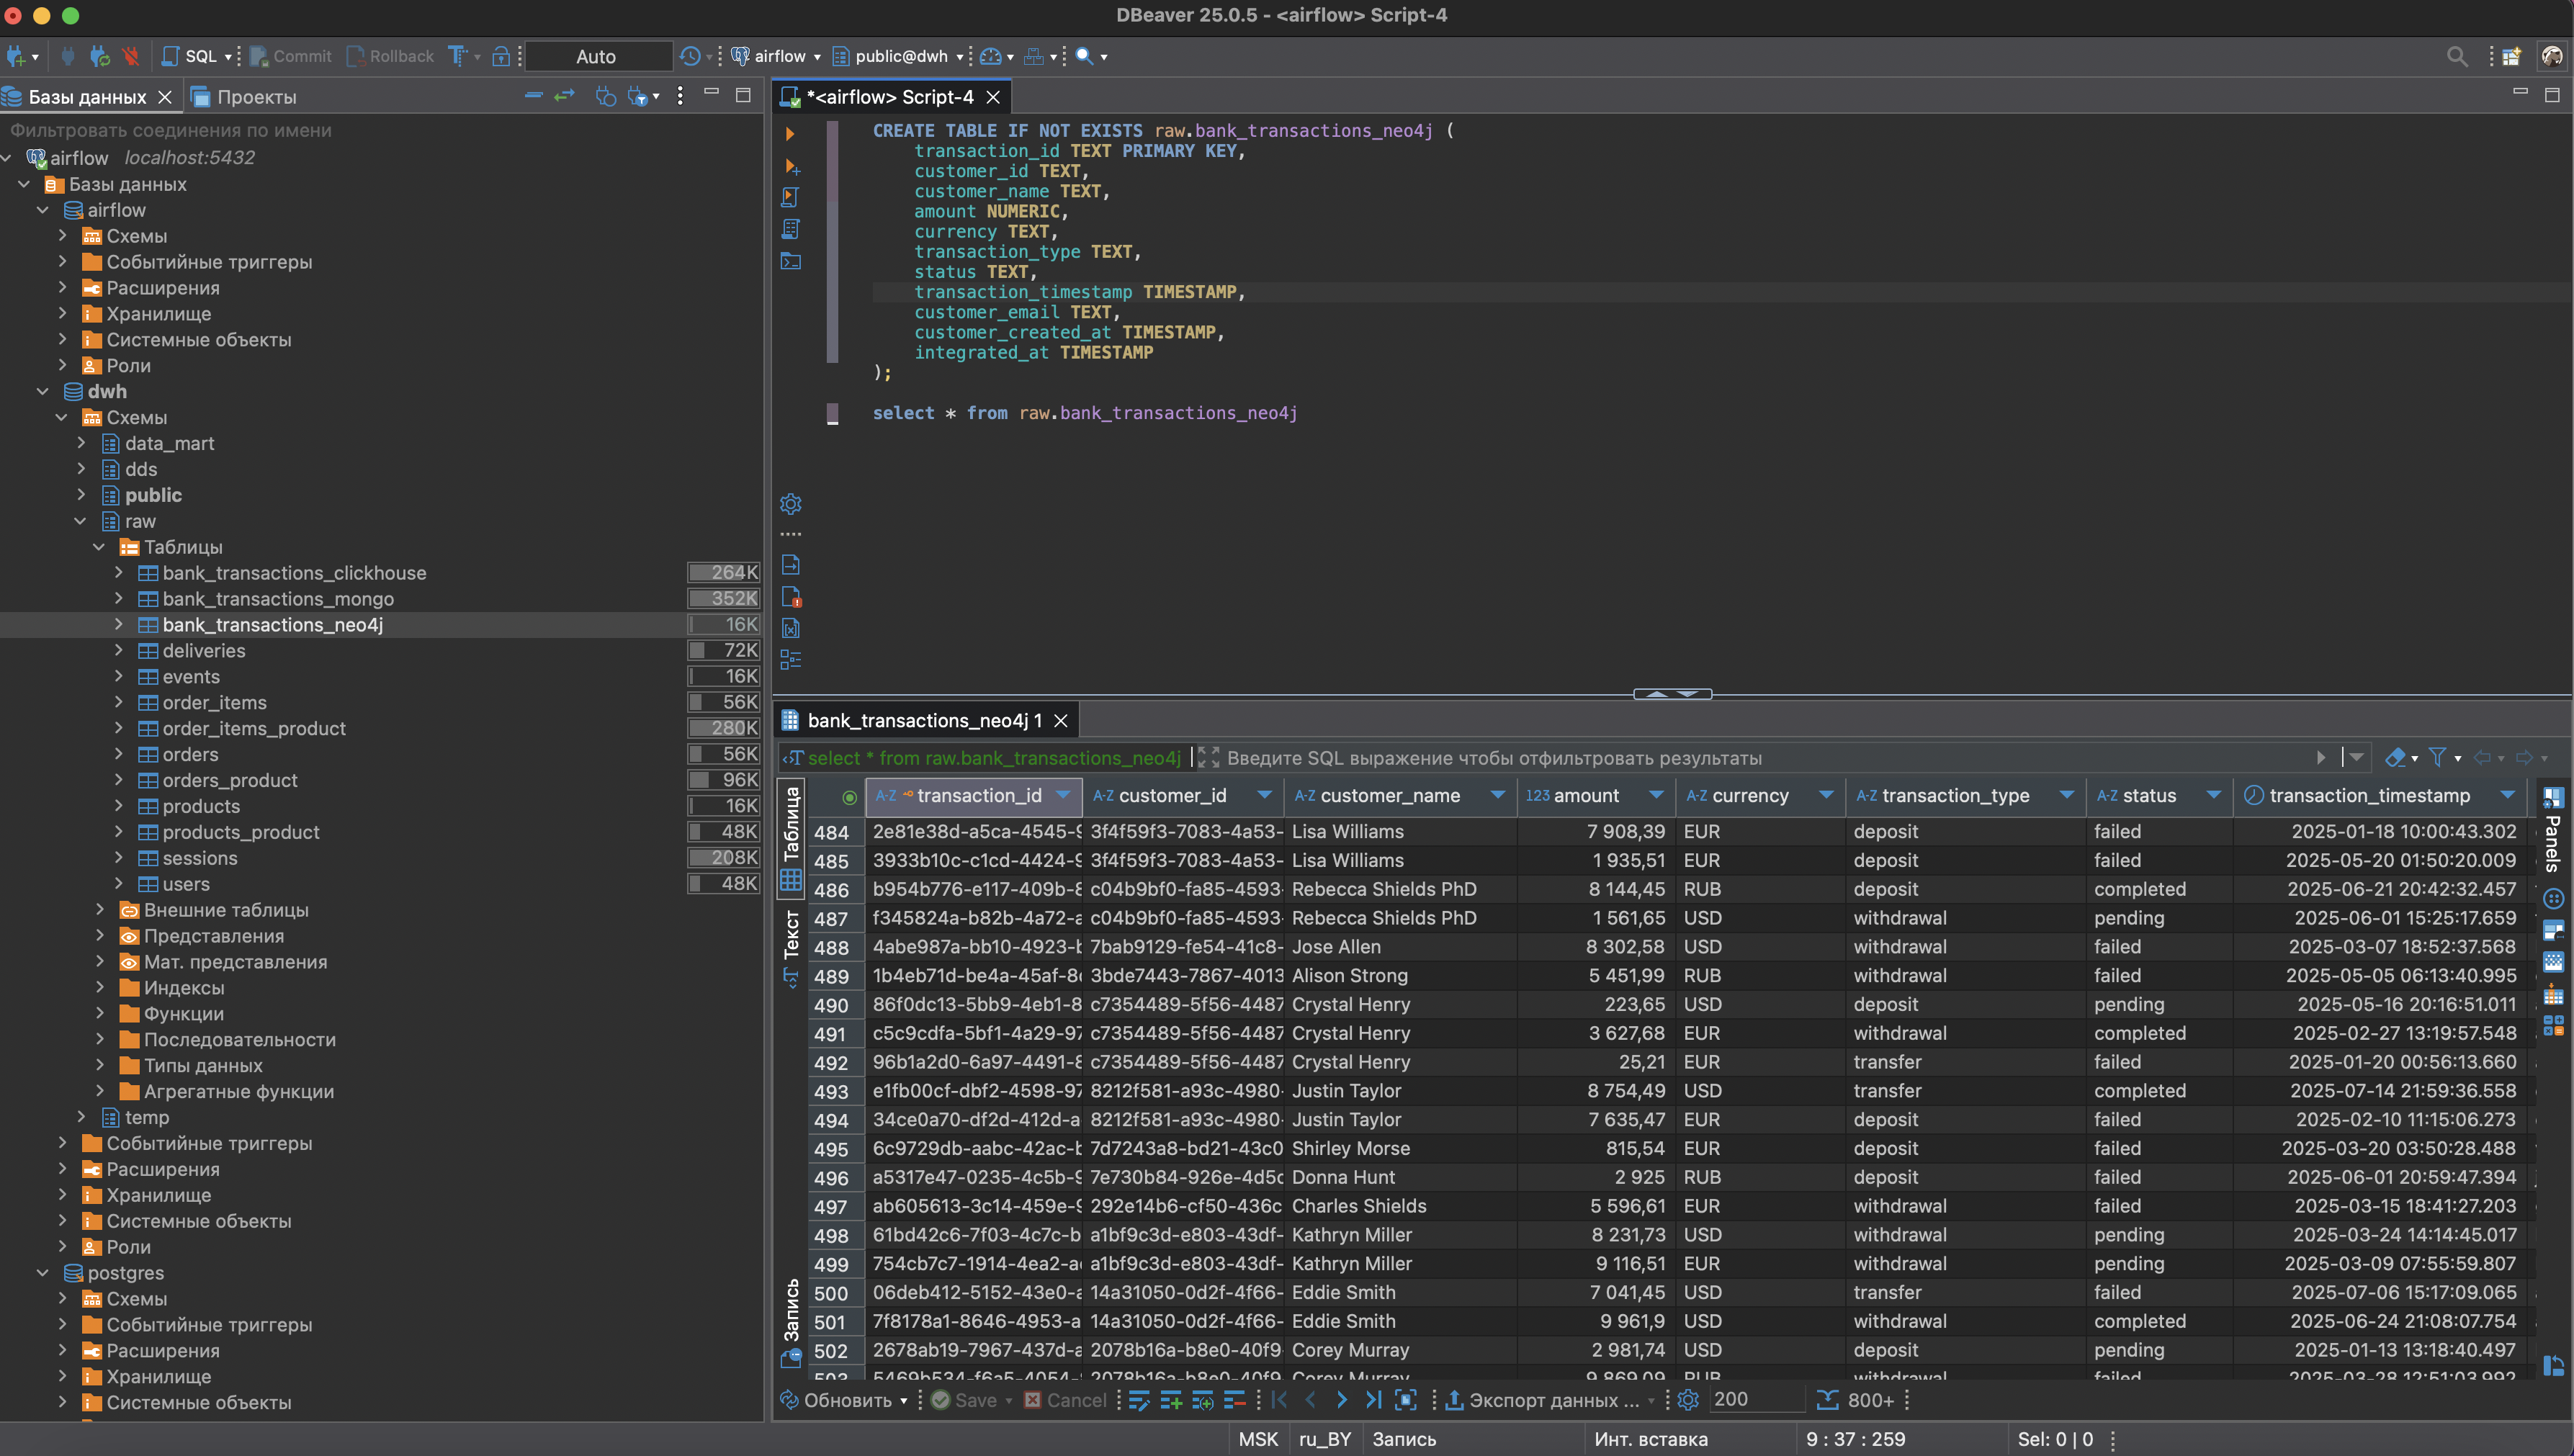 DBeaver 25.0.5 - <airflow> Script-4
SQL Commit Rollback Auto airflow public@dwh
Базы данных Проекты
Фильтровать соединения по имени
airflow localhost:5432
Базы данных
airflow
Схемы
Событийные триггеры
Расширения
Хранилище
Системные объекты
Роли
dwh
Схемы
data_mart
dds
public
raw
Таблицы
bank_transactions_clickhouse 264K
bank_transactions_mongo 352K
bank_transactions_neo4j 16K
deliveries 72K
events 16K
order_items 56K
order_items_product 280K
orders 56K
orders_product 96K
products 16K
products_product 48K
sessions 208K
users 48K
Внешние таблицы
Представления
Мат. представления
Индексы
Функции
Последовательности
Типы данных
Агрегатные функции
temp
Событийные триггеры
Расширения
Хранилище
Системные объекты
Роли
postgres
Схемы
Событийные триггеры
Расширения
Хранилище
Системные объекты
*<airflow> Script-4
CREATE TABLE IF NOT EXISTS raw.bank_transactions_neo4j (
transaction_id TEXT PRIMARY KEY,
customer_id TEXT,
customer_name TEXT,
amount NUMERIC,
currency TEXT,
transaction_type TEXT,
status TEXT,
transaction_timestamp TIMESTAMP,
customer_email TEXT,
customer_created_at TIMESTAMP,
integrated_at TIMESTAMP
);
select * from raw.bank_transactions_neo4j
bank_transactions_neo4j 1
select * from raw.bank_transactions_neo4j Введите SQL выражение чтобы отфильтровать результаты
Таблица
Текст
Запись
Panels
A-Z transaction_id A-Z customer_id A-Z customer_name 123 amount A-Z currency A-Z transaction_type A-Z status transaction_timestamp
484 2e81e38d-a5ca-4545-9 3f4f59f3-7083-4a53- Lisa Williams 7 908,39 EUR deposit failed 2025-01-18 10:00:43.302
485 3933b10c-c1cd-4424-9 3f4f59f3-7083-4a53- Lisa Williams 1 935,51 EUR deposit failed 2025-05-20 01:50:20.009
486 b954b776-e117-409b-8 c04b9bf0-fa85-4593- Rebecca Shields PhD 8 144,45 RUB deposit completed 2025-06-21 20:42:32.457
487 f345824a-b82b-4a72-a c04b9bf0-fa85-4593- Rebecca Shields PhD 1 561,65 USD withdrawal pending 2025-06-01 15:25:17.659
488 4abe987a-bb10-4923-b 7bab9129-fe54-41c8- Jose Allen 8 302,58 USD withdrawal failed 2025-03-07 18:52:37.568
489 1b4eb71d-be4a-45af-8 3bde7443-7867-4013 Alison Strong 5 451,99 RUB withdrawal failed 2025-05-05 06:13:40.995
490 86f0dc13-5bb9-4eb1-8 c7354489-5f56-4487 Crystal Henry 223,65 USD deposit pending 2025-05-16 20:16:51.011
491 c5c9cdfa-5bf1-4a29-97 c7354489-5f56-4487 Crystal Henry 3 627,68 EUR withdrawal completed 2025-02-27 13:19:57.548
492 96b1a2d0-6a97-4491-8 c7354489-5f56-4487 Crystal Henry 25,21 EUR transfer failed 2025-01-20 00:56:13.660
493 e1fb00cf-dbf2-4598-97 8212f581-a93c-4980- Justin Taylor 8 754,49 USD transfer completed 2025-07-14 21:59:36.558
494 34ce0a70-df2d-412d-a 8212f581-a93c-4980- Justin Taylor 7 635,47 EUR deposit failed 2025-02-10 11:15:06.273
495 6c9729db-aabc-42ac-b 7d7243a8-bd21-43c0 Shirley Morse 815,54 EUR deposit failed 2025-03-20 03:50:28.488
496 a5317e47-0235-4c5b-9 7e730b84-926e-4d5c Donna Hunt 2 925 RUB deposit failed 2025-06-01 20:59:47.394
497 ab605613-3c14-459e-9 292e14b6-cf50-436c Charles Shields 5 596,61 EUR withdrawal failed 2025-03-15 18:41:27.203
498 61bd42c6-7f03-4c7c-b a1bf9c3d-e803-43df- Kathryn Miller 8 231,73 USD withdrawal pending 2025-03-24 14:14:45.017
499 754cb7c7-1914-4ea2-a a1bf9c3d-e803-43df- Kathryn Miller 9 116,51 EUR withdrawal pending 2025-03-09 07:55:59.807
500 06deb412-5152-43e0-a 14a31050-0d2f-4f66- Eddie Smith 7 041,45 USD transfer failed 2025-07-06 15:17:09.065
501 7f8178a1-8646-4953-a 14a31050-0d2f-4f66- Eddie Smith 9 961,9 USD withdrawal completed 2025-06-24 21:08:07.754
502 2678ab19-7967-437d-a 2078b16a-b8e0-40f9 Corey Murray 2 981,74 USD deposit pending 2025-01-13 13:18:40.497
Обновить Save Cancel Экспорт данных ... 200 800+
MSK ru_BY Запись Инт. вставка 9 : 37 : 259 Sel: 0 | 0